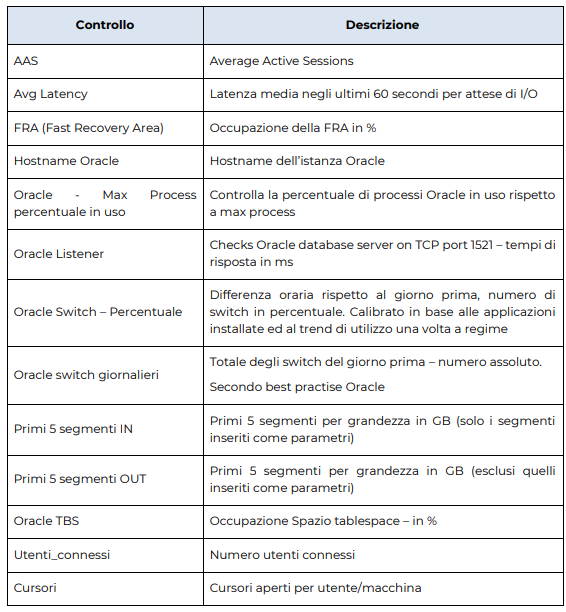 Controllo Descrizione
AAS Average Active Sessions
Avg Latency Latenza media negli ultimi 60 secondi per attese di I/O
FRA (Fast Recovery Area) Occupazione della FRA in %
Hostname Oracle Hostname dell’istanza Oracle
Oracle - Max Process
percentuale in uso
Controlla la percentuale di processi Oracle in uso rispetto
a max process
Oracle Listener
Checks Oracle database server on TCP port 1521 – tempi di
risposta in ms
Oracle Switch – Percentuale
Differenza oraria rispetto al giorno prima, numero di
switch in percentuale. Calibrato in base alle applicazioni
installate ed al trend di utilizzo una volta a regime
Oracle switch giornalieri
Totale degli switch del giorno prima – numero assoluto.
Secondo best practise Oracle
Primi 5 segmenti IN
Primi 5 segmenti per grandezza in GB (solo i segmenti
inseriti come parametri)
Primi 5 segmenti OUT
Primi 5 segmenti per grandezza in GB (esclusi quelli
inseriti come parametri)
Oracle TBS Occupazione Spazio tablespace – in %
Utenti_connessi Numero utenti connessi
Cursori Cursori aperti per utente/macchina